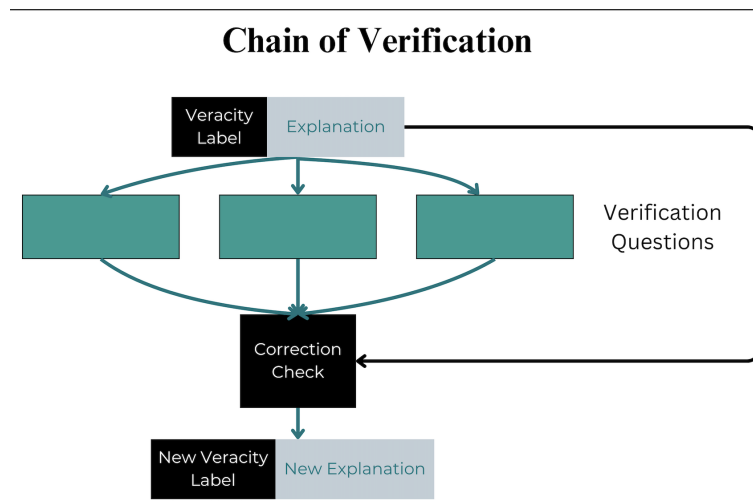 Chain of Verification
Veracity
Label
Explanation
Verification
Questions
Correction
Check
New Veracity
Label
New Explanation